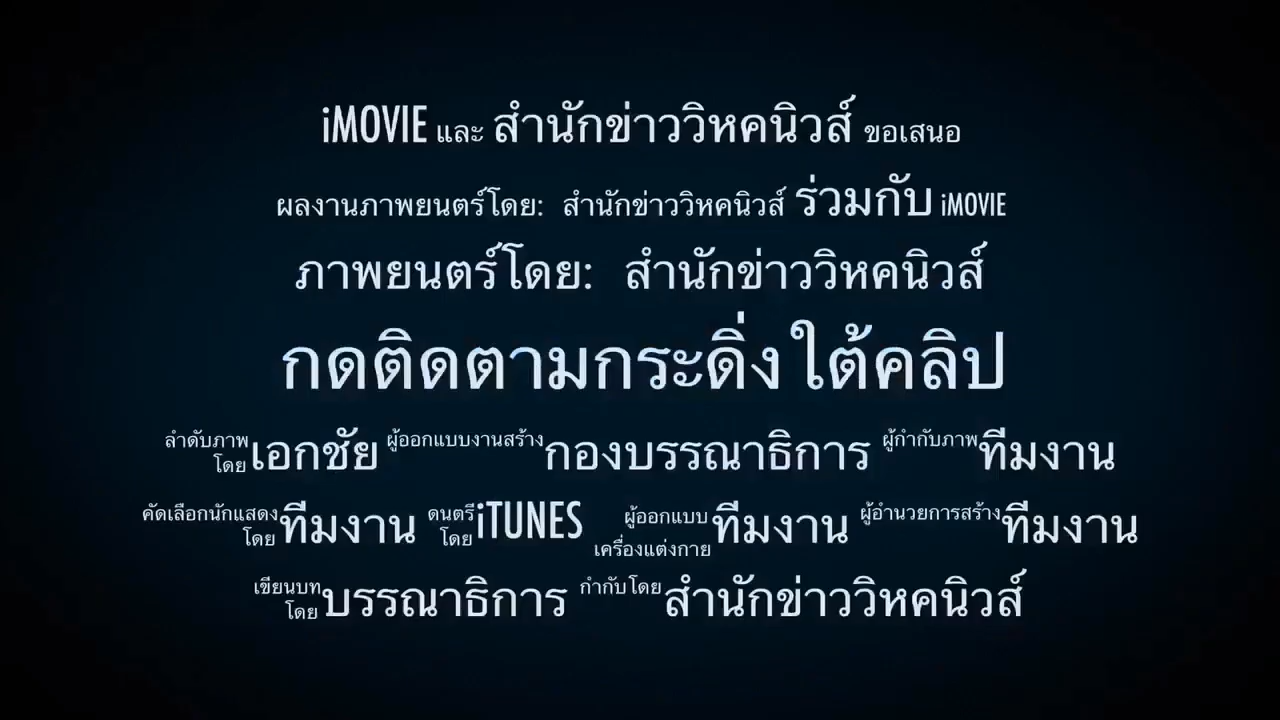 iMOVIE และ สำนักข่าววิหคนิวส์ ขอเสนอ
ผลงานภาพยนตร์โดย: สำนักข่าววิหคนิวส์ ร่วมกับ iMOVIE
ภาพยนตร์โดย: สำนักข่าววิหคนิวส์
กดติดตามกระดิ่ง ใต้คลิป
ลำดับภาพโดย เอกชัย ผู้ออกแบบงานสร้าง กองบรรณาธิการ ผู้กำกับภาพ ทีมงาน
คัดเลือกนักแสดงโดย ทีมงาน ดนตรีโดย iTUNES ผู้ออกแบบเครื่องแต่งกาย ทีมงาน ผู้อำนวยการสร้าง ทีมงาน
เขียนบทโดย บรรณาธิการ กำกับโดย สำนักข่าววิหคนิวส์